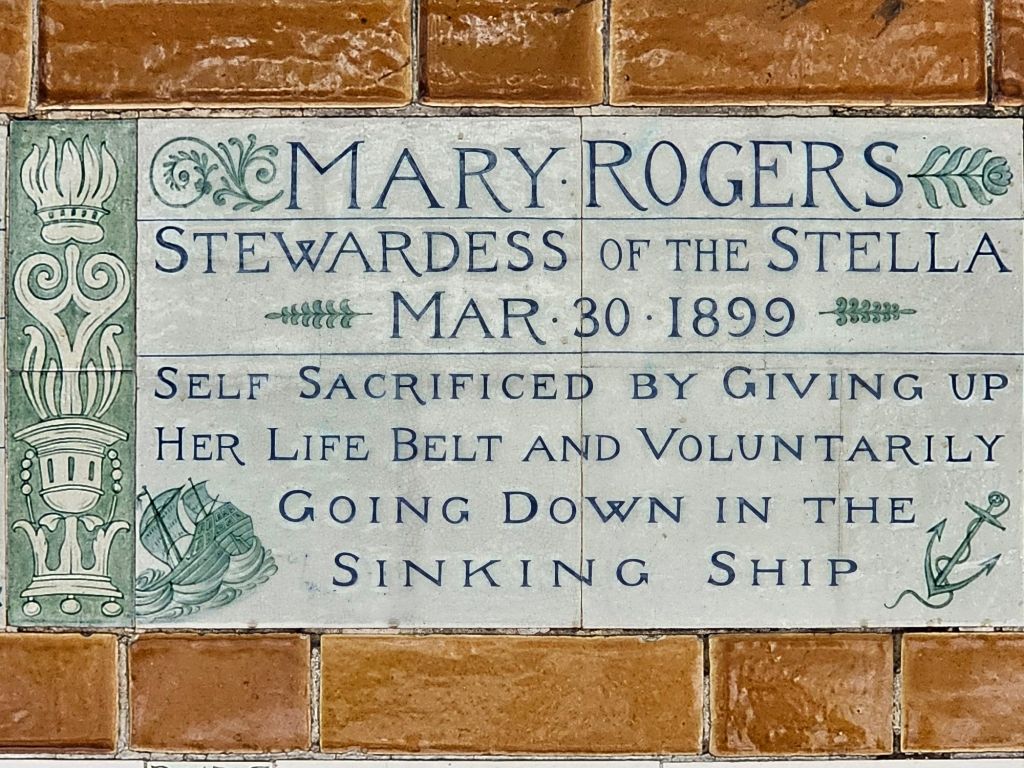 MARY·ROGERS
STEWARDESS OF THE STELLA
MAR·30·1899
SELF SACRIFICED BY GIVING UP
HER LIFE BELT AND VOLUNTARILY
GOING DOWN IN THE
SINKING SHIP